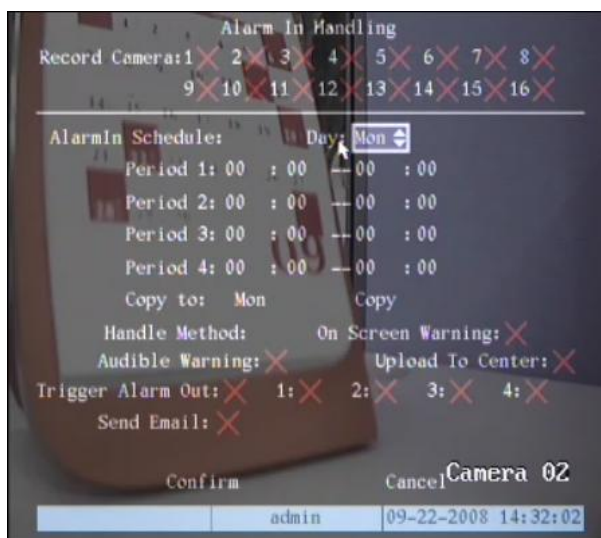 Alarm In Handling
Record Camera:1 2 3 4 5 6 7 8
9 10 11 12 13 14 15 16
AlarmIn Schedule: Day: Mon
Period 1: 00 : 00 --00 : 00
Period 2: 00 : 00 --00 : 00
Period 3: 00 : 00 --00 : 00
Period 4: 00 : 00 --00 : 00
Copy to: Mon Copy
Handle Method: On Screen Warning:
Audible Warning: Upload To Center:
Trigger Alarm Out: 1: 2: 3: 4:
Send Email:
Confirm Cancel
Camera 02
admin 09-22-2008 14:32:02